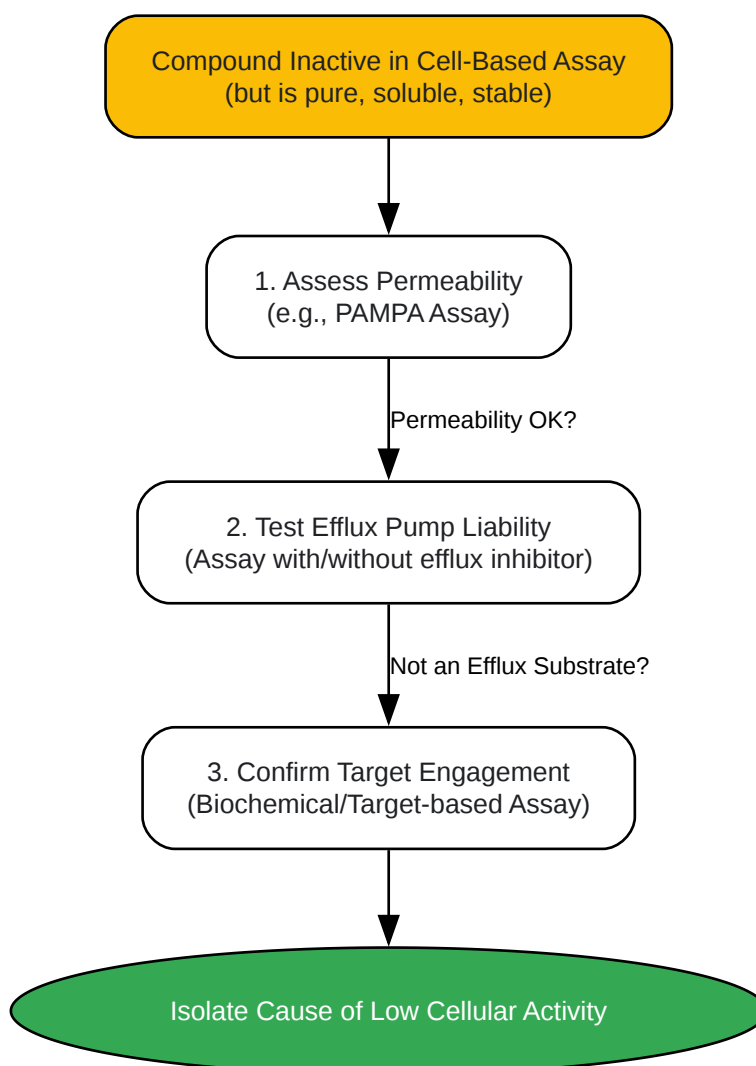 Compound Inactive in Cell-Based Assay
(but is pure, soluble, stable)
1. Assess Permeability
(e.g., PAMPA Assay)
Permeability OK?
2. Test Efflux Pump Liability
(Assay with/without efflux inhibitor)
Not an Efflux Substrate?
3. Confirm Target Engagement
(Biochemical/Target-based Assay)
Isolate Cause of Low Cellular Activity